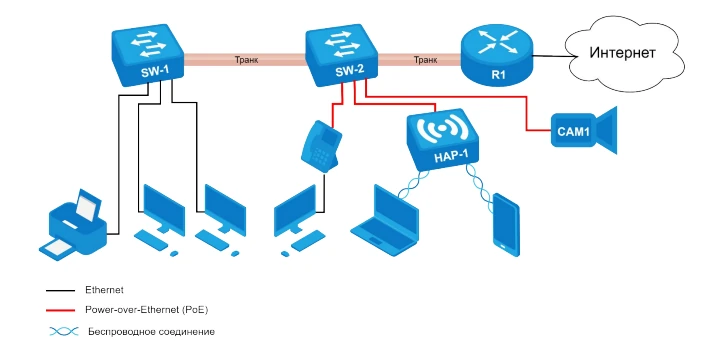 Транк
Транк
Интернет
SW-1
SW-2
R1
CAM1
HAP-1
Ethernet
Power-over-Ethernet (PoE)
Беспроводное соединение